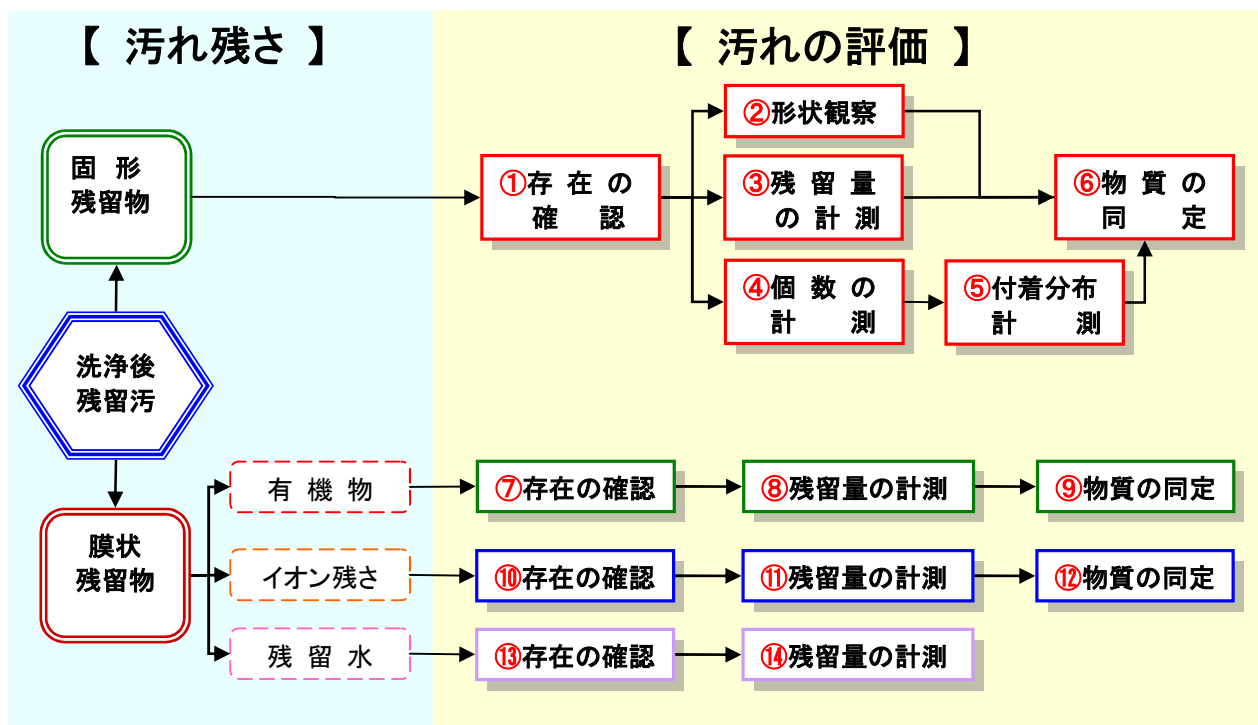 【 汚れ残さ 】
【 汚れの評価 】
固 形
残留物
洗浄後
残留汚
膜状
残留物
①存 在 の
確 認
②形状観察
③残 留 量
の 計 測
④個 数 の
計 測
⑤付着分布
計 測
⑥物 質 の
同 定
有 機 物
⑦存在の確認
⑧残留量の計測
⑨物質の同定
イオン残さ
⑩存在の確認
⑪残留量の計測
⑫物質の同定
残 留 水
⑬存在の確認
⑭残留量の計測